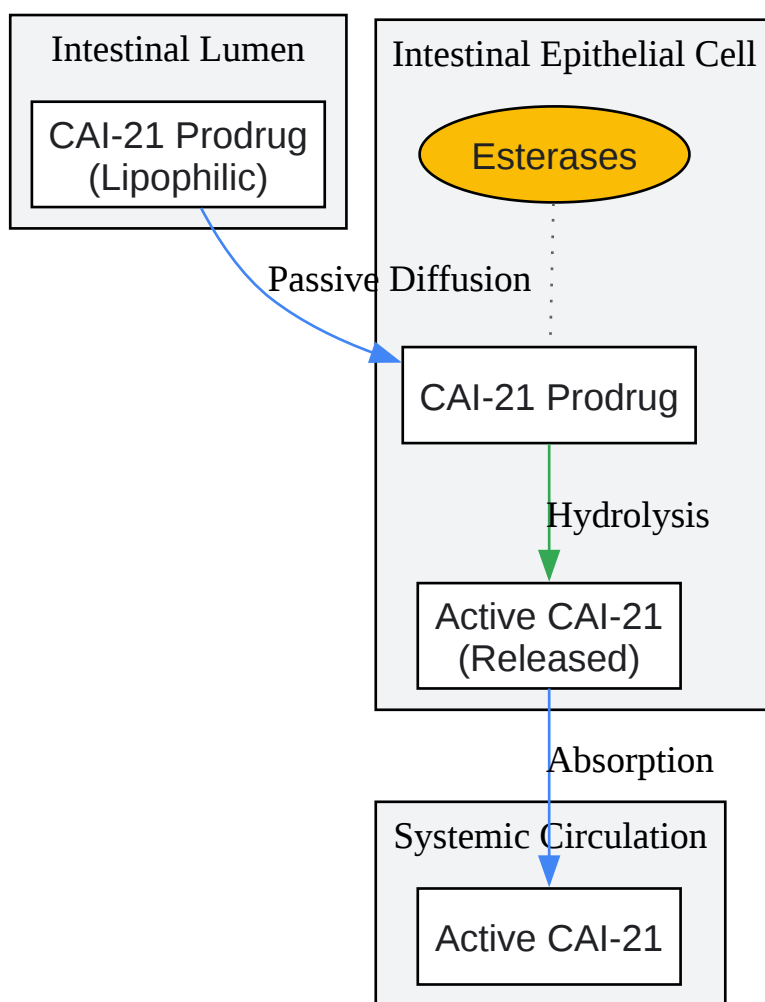 Intestinal Lumen
CAI-21 Prodrug
(Lipophilic)
Intestinal Epithelial Cell
Esterases
Passive Diffusion
CAI-21 Prodrug
Hydrolysis
Active CAI-21
(Released)
Absorption
Systemic Circulation
Active CAI-21